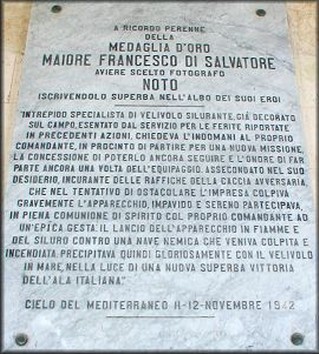 A RICORDO PERENNE
DELLA
MEDAGLIA D'ORO
MAIORE FRANCESCO DI SALVATORE
AVIERE SCELTO FOTOGRAFO
NOTO
ISCRIVENDOLO SUPERBA NELL'ALBO DEI SUOI EROI
"INTREPIDO SPECIALISTA DI VELIVOLO SILURANTE, GIÀ DECORATO
SUL CAMPO, ESENTATO DAL SERVIZIO PER LE FERITE RIPORTATE
IN PRECEDENTI AZIONI, CHIEDEVA L'INDOMANI AL PROPRIO
COMANDANTE, IN PROCINTO DI PARTIRE PER UNA NUOVA MISSIONE,
LA CONCESSIONE DI POTERLO ANCORA SEGUIRE E L'ONORE DI FAR
PARTE ANCORA UNA VOLTA DELL'EQUIPAGGIO. ASSECONDATO NEL SUO
DESIDERIO, INCURANTE DELLE RAFFICHE DELLA CACCIA AVVERSARIA,
CHE NEL TENTATIVO DI OSTACOLARE L'IMPRESA COLPIVA
GRAVEMENTE L'APPARECCHIO, IMPAVIDO E SERENO PARTECIPAVA,
IN PIENA COMUNIONE DI SPIRITO COL PROPRIO COMANDANTE AD
UN'EPICA GESTA: IL LANCIO DELL'APPARECCHIO IN FIAMME E
DEL SILURO CONTRO UNA NAVE NEMICA CHE VENIVA COLPITA E
INCENDIATA. PRECIPITAVA QUINDI GLORIOSAMENTE CON IL VELIVOLO
IN MARE, NELLA LUCE DI UNA NUOVA SUPERBA VITTORIA
DELL'ALA ITALIANA."
CIELO DEL MEDITERRANEO 11-12-NOVEMBRE 1942